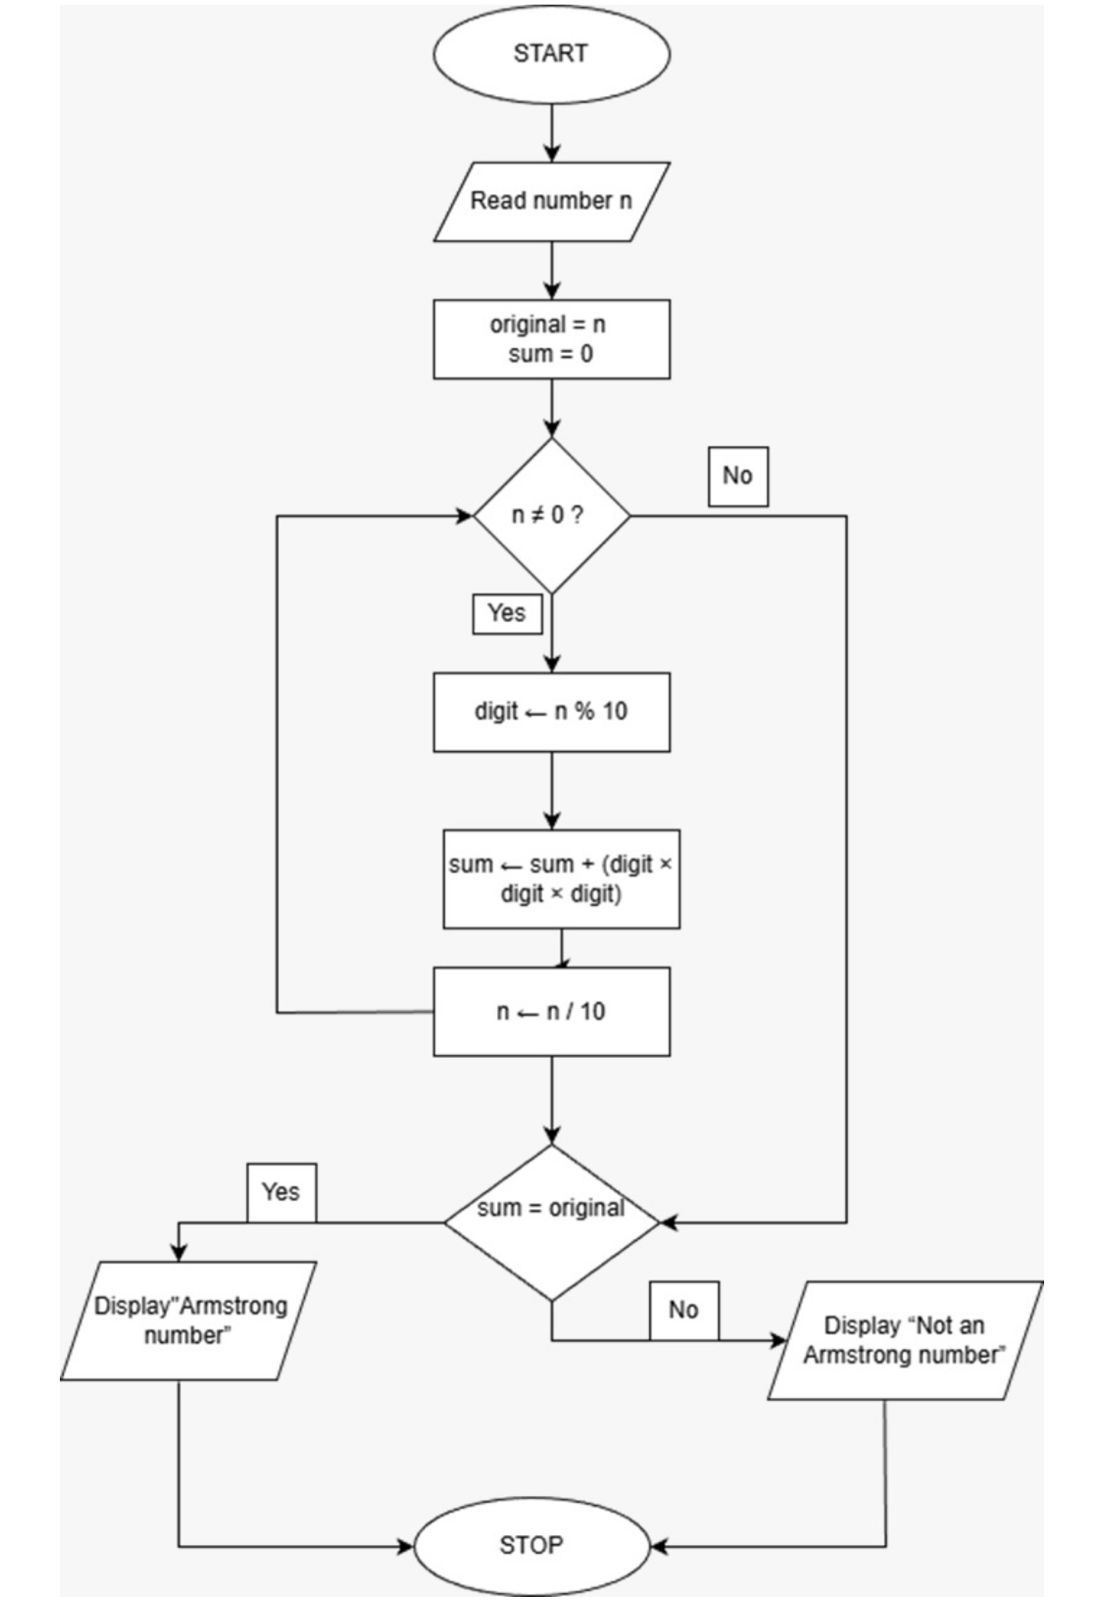 START
Read number n
original = n
sum = 0
n ≠ 0 ?
No
Yes
digit ← n % 10
sum ← sum + (digit ×
digit × digit)
n ← n / 10
sum = original
Yes
No
Display"Armstrong
number”
Display “Not an
Armstrong number”
STOP